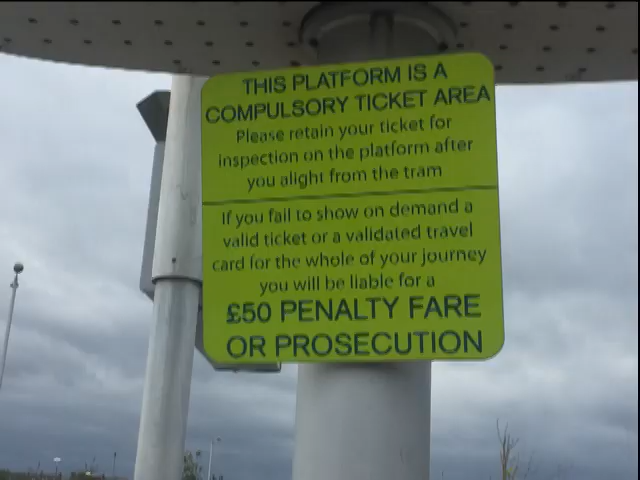 THIS PLATFORM IS A
COMPULSORY TICKET AREA
Please retain your ticket for
inspection on the platform after
you alight from the tram
If you fail to show on demand a
valid ticket or a validated travel
card for the whole of your journey
you will be liable for a
£50 PENALTY FARE
OR PROSECUTION